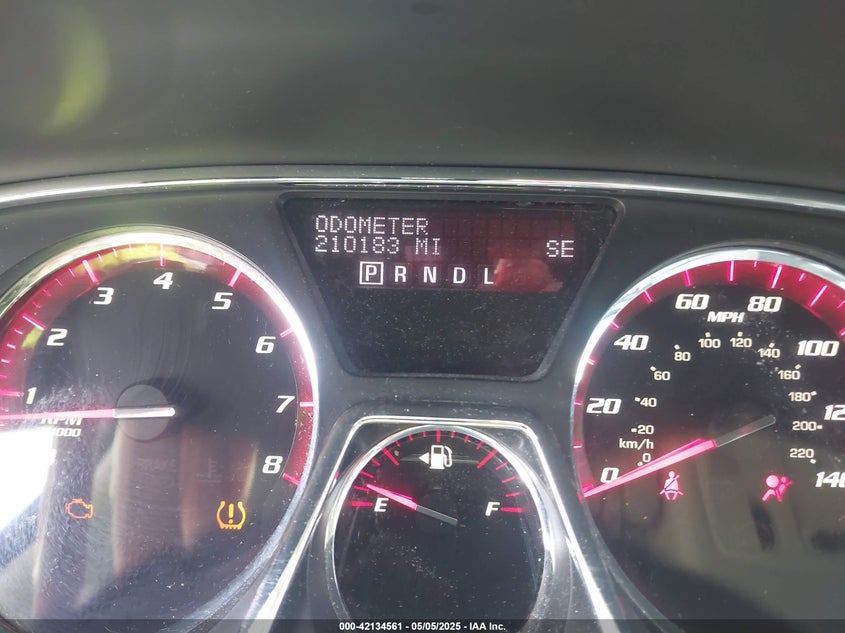 ODOMETER
210183 MI SE
P R N D L
1 2 3 4 5 6 7 8
RPM
E F
0 20 40 60 80 100 140
MPH
0 20 40 60 80 100 120 140 160 180 200 220
km/h
000-42134561 — 05/05/2025 — IAA Inc.